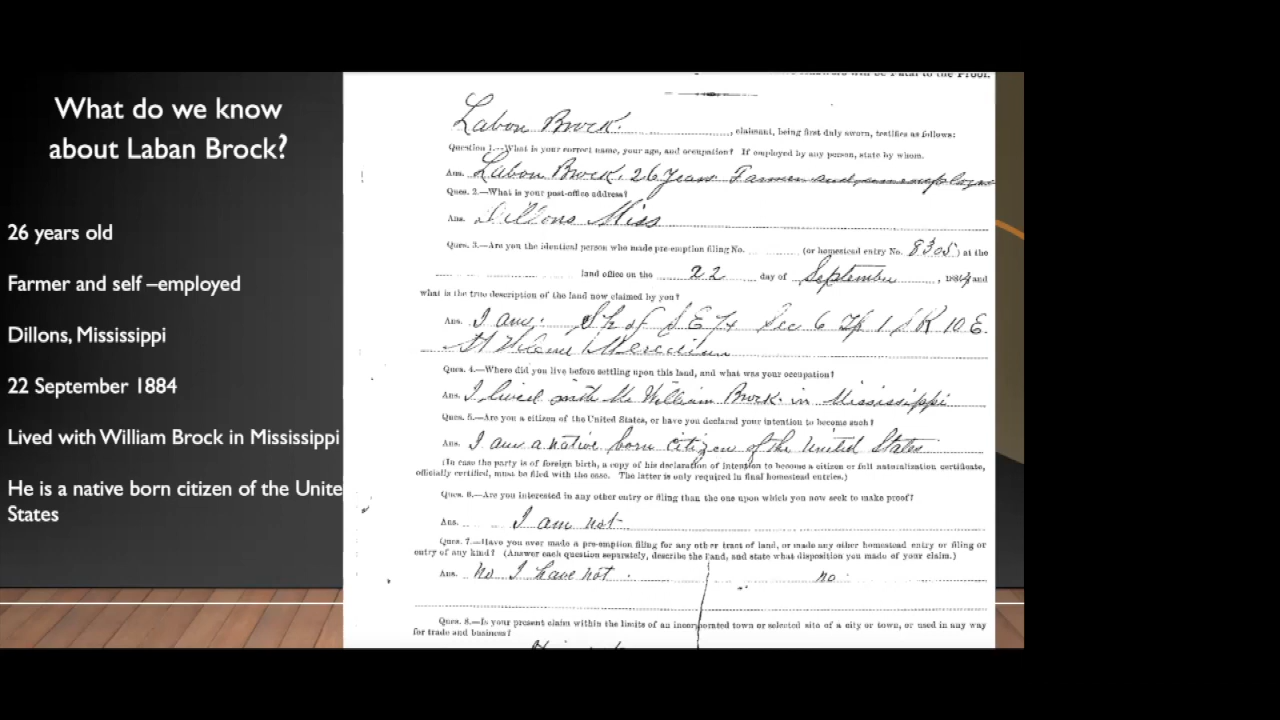 What do we know
about Laban Brock?
26 years old
Farmer and self –employed
Dillons, Mississippi
22 September 1884
Lived with William Brock in Mississippi
He is a native born citizen of the Unite
States
will be Fatal to the Proof.
Labon Brock. , claimant, being first duly sworn, testifies as follows:
Question 1.—What is your correct name, your age, and occupation? If employed by any person, state by whom.
Ans. Labon Brock. 26 Years Farmer and
Ques. 2.—What is your post-office address?
Ans. Dillons Miss
Ques. 3.—Are you the identical person who made pre-emption filing No. (or homestead entry No. 8305) at the
land office on the 22 day of September , 1884, and
what is the true description of the land now claimed by you?
Ans. I am. S½ of S.E¼ Sec 6 Tp 1 S R 10 E.
St Helena Meredian
Ques. 4.—Where did you live before settling upon this land, and what was your occupation?
Ans. I lived with William Brock. in Mississippi
Ques. 5.—Are you a citizen of the United States, or have you declared your intention to become such?
Ans. I am a native born citizen of the United States
(In case the party is of foreign birth, a copy of his declaration of intention to become a citizen or full naturalization certificate,
officially certified, must be filed with the case. The latter is only required in final homestead entries.)
Ques. 6.—Are you interested in any other entry or filing than the one upon which you now seek to make proof?
Ans. I am not
Ques. 7.—Have you ever made a pre-emption filing for any other tract of land, or made any other homestead entry or filing or
entry of any kind? (Answer each question separately, describe the land, and state what disposition you made of your claim.)
Ans. No I have not. no
Ques. 8.—Is your present claim within the limits of an incorporated town or selected site of a city or town, or used in any way
for trade and business?